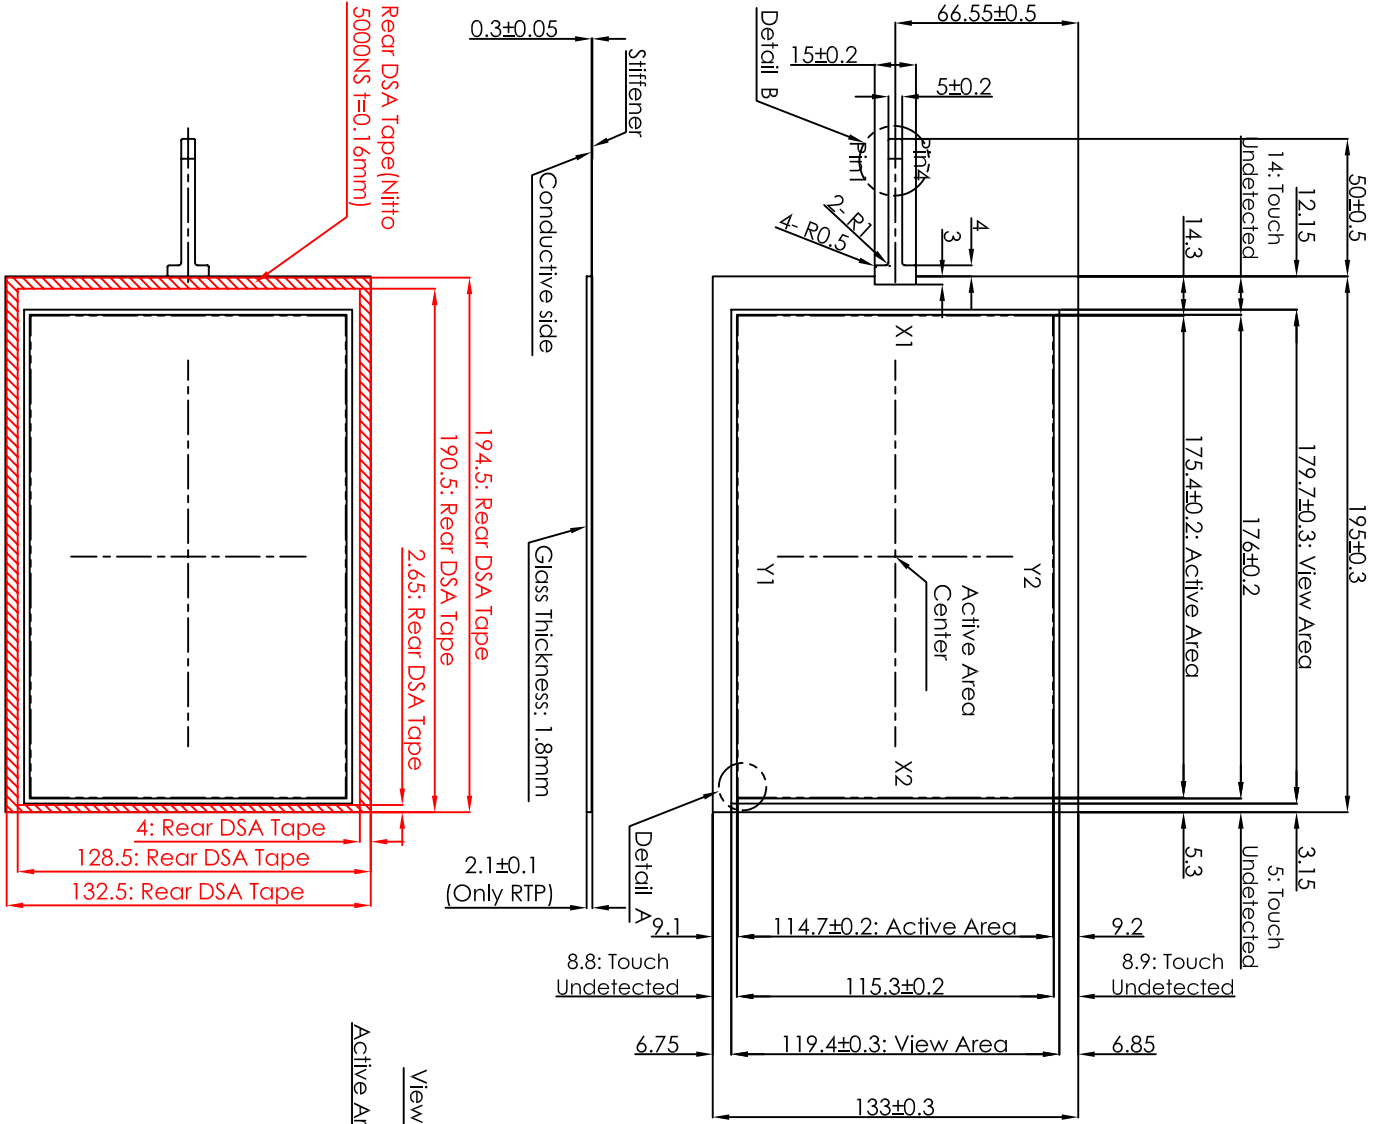 66.55±0.5
15±0.2
5±0.2
Detail B
Pin1
Pin4
2- R1
4- R0.5
3
4
50±0.5
12.15
14: Touch
Undetected
14.3
195±0.3
179.7±0.3: View Area
176±0.2
175.4±0.2: Active Area
X1
X2
Y1
Y2
Active Area
Center
3.15
5: Touch
Undetected
5.3
Detail A
9.1
114.7±0.2: Active Area
9.2
8.8: Touch
Undetected
115.3±0.2
8.9: Touch
Undetected
6.75
119.4±0.3: View Area
6.85
133±0.3
0.3±0.05
Stiffener
Conductive side
Glass Thickness: 1.8mm
2.1±0.1
(Only RTP)
Rear DSA Tape(Nitto
5000NS t=0.16mm)
194.5: Rear DSA Tape
190.5: Rear DSA Tape
2.65: Rear DSA Tape
4: Rear DSA Tape
128.5: Rear DSA Tape
132.5: Rear DSA Tape
View
Active Ar